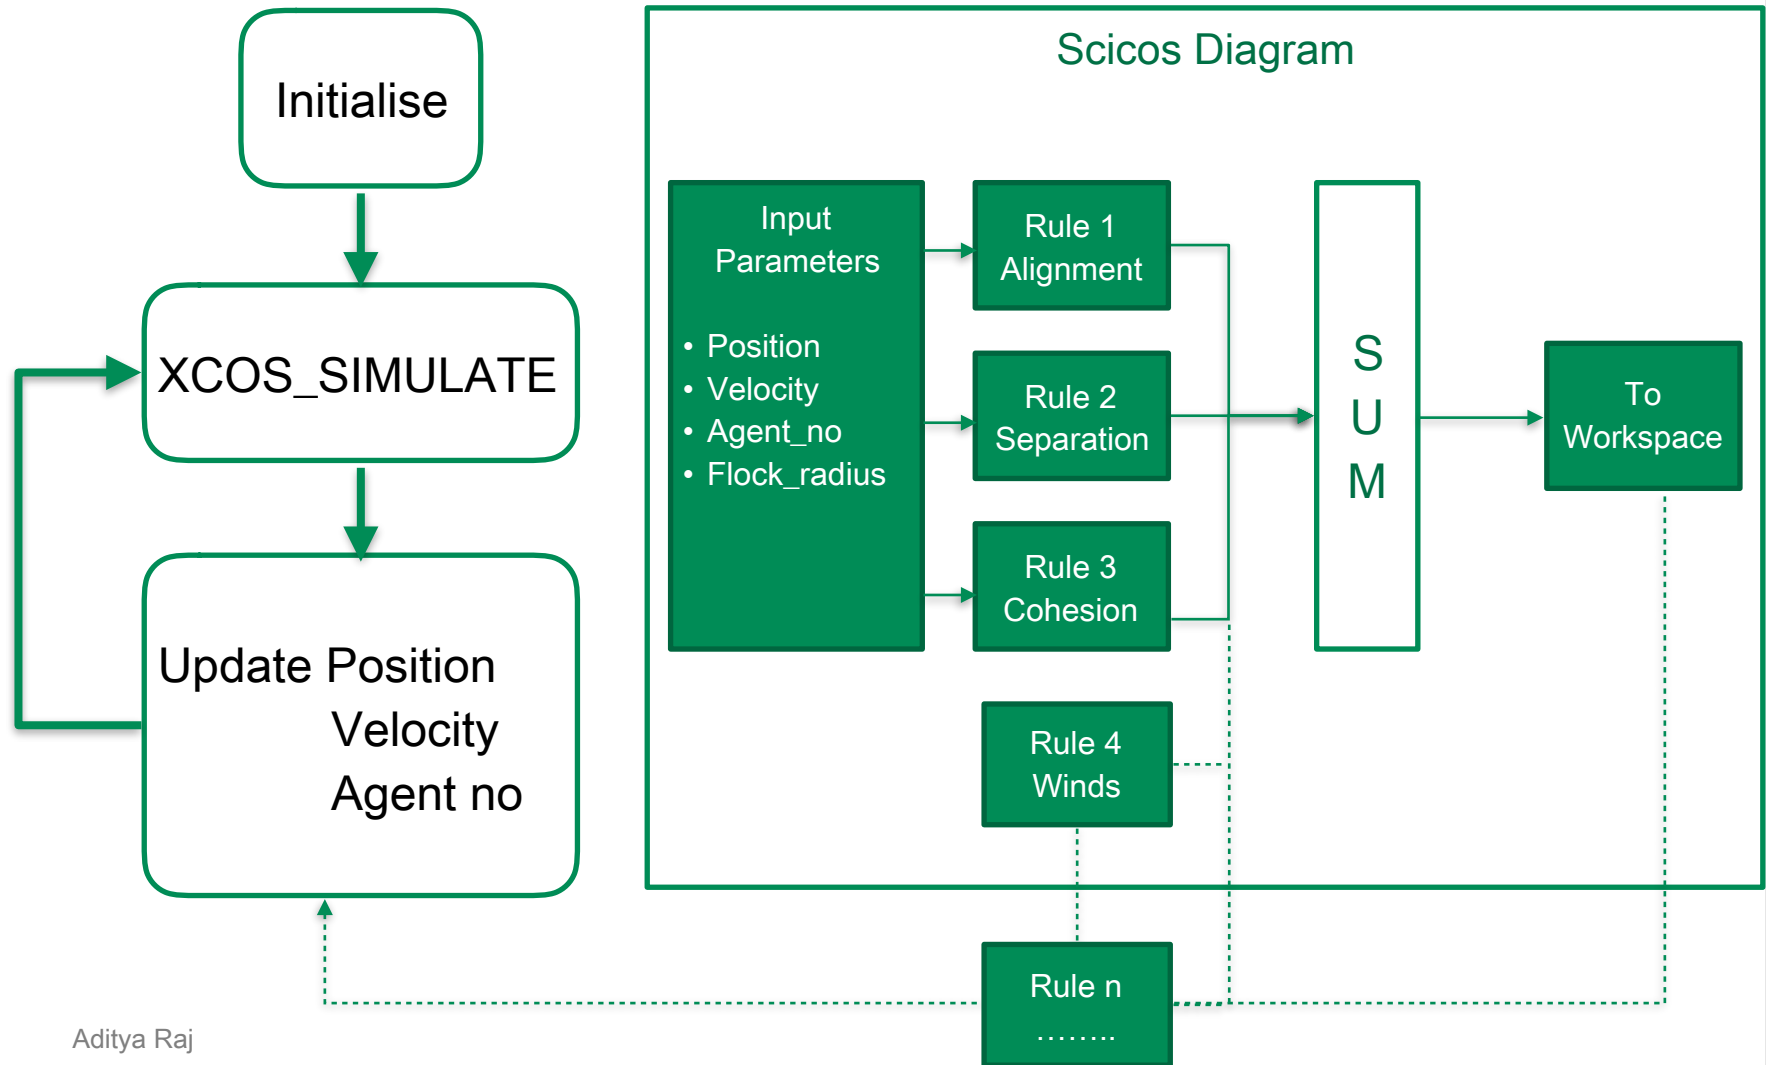 Initialise
XCOS_SIMULATE
Update Position
Velocity
Agent no
Scicos Diagram
Input
Parameters
• Position
• Velocity
• Agent_no
• Flock_radius
Rule 1
Alignment
Rule 2
Separation
Rule 3
Cohesion
Rule 4
Winds
Rule n
........
S
U
M
To
Workspace
Aditya Raj